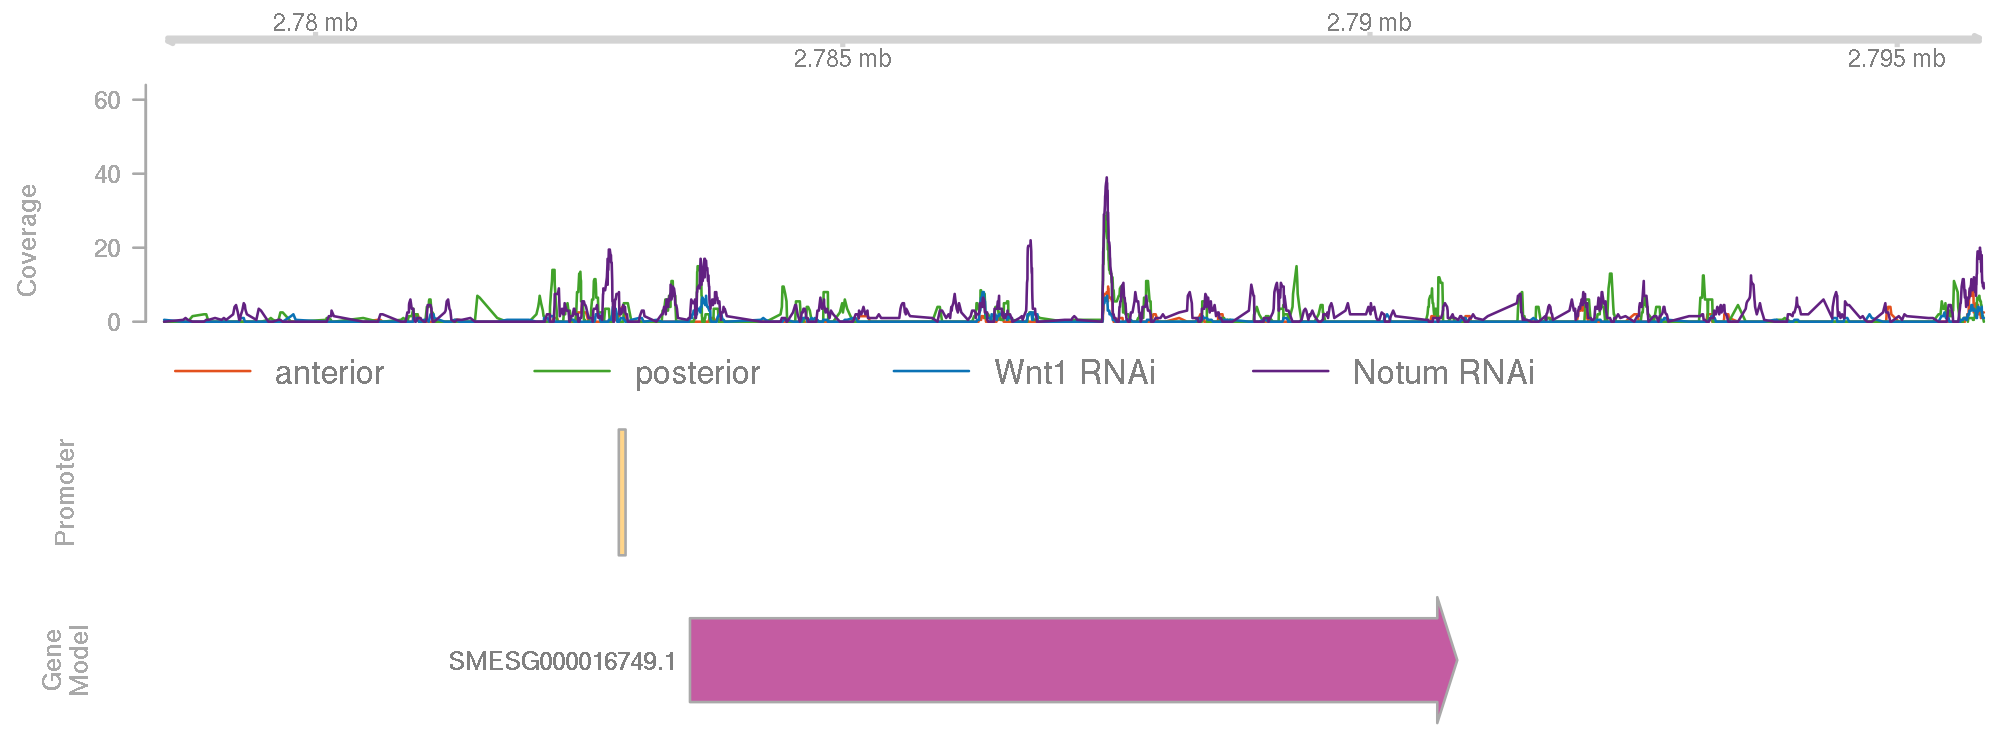 2.78 mb
2.79 mb
2.785 mb
2.795 mb
60
40
20
0
Coverage
anterior
posterior
Wnt1 RNAi
Notum RNAi
Promoter
Gene
Model
SMESG000016749.1